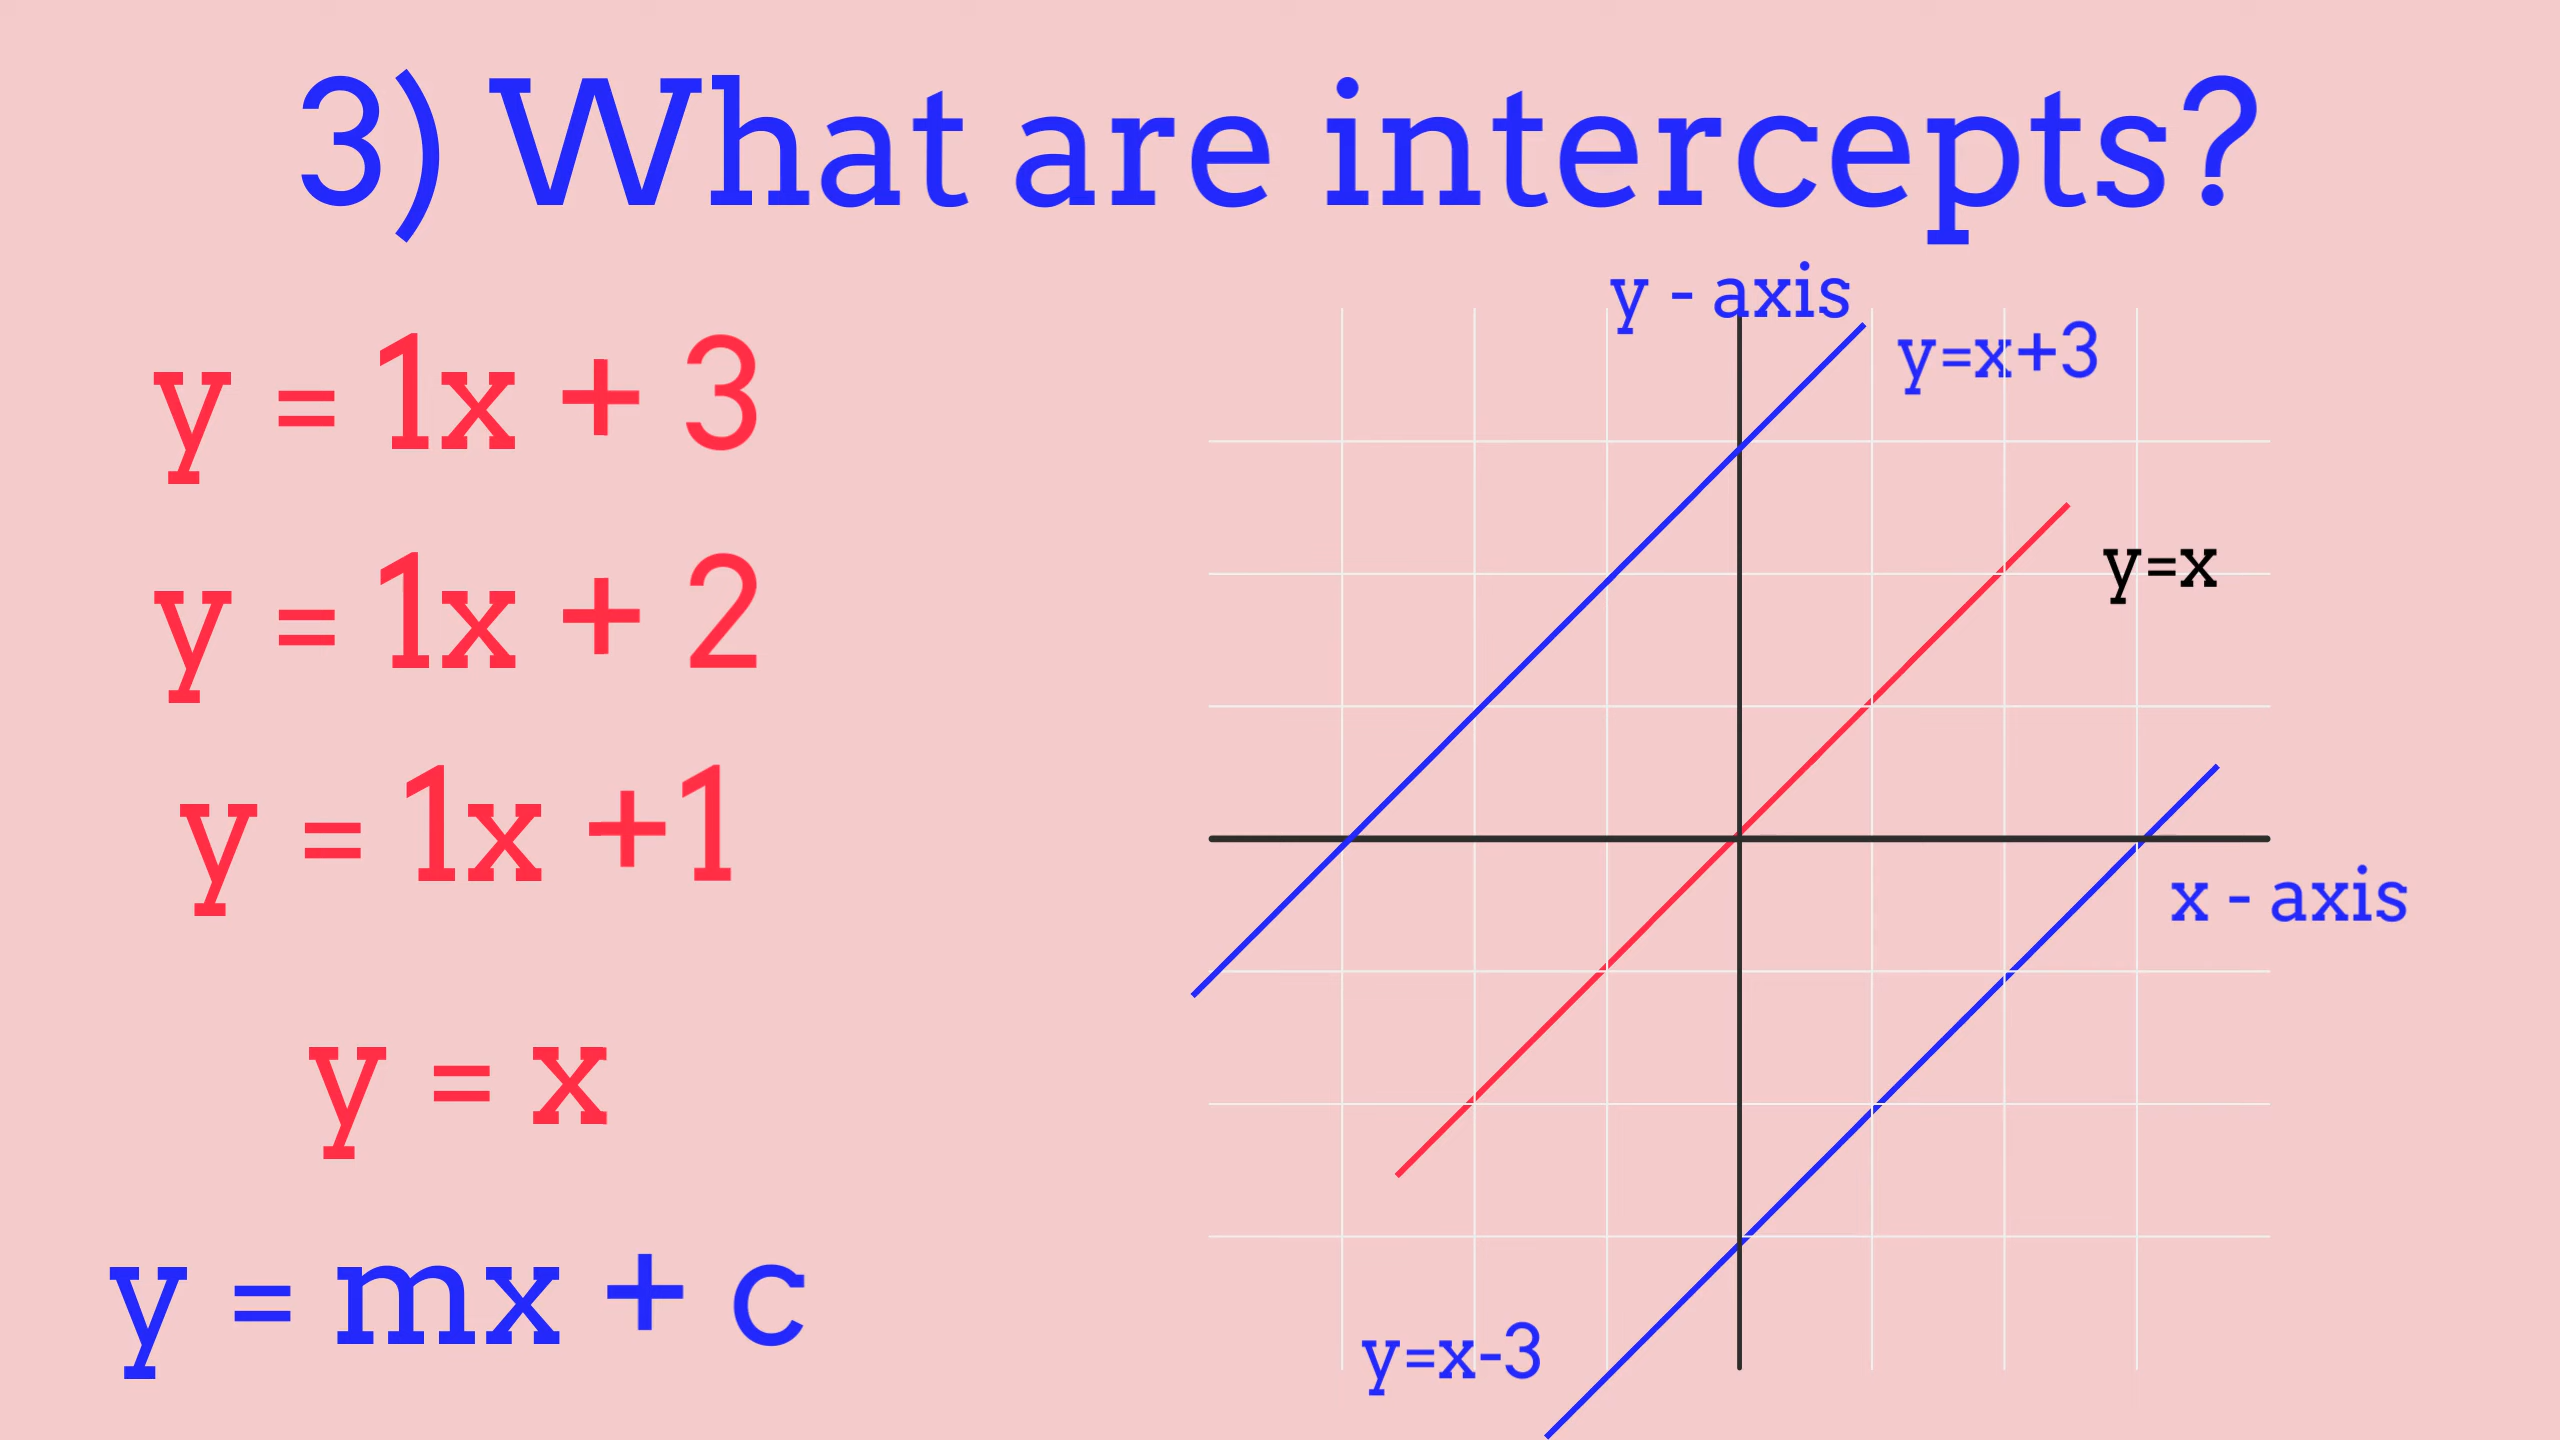 3) What are intercepts?
y = 1x + 3
y = 1x + 2
y = 1x +1
y = x
y = mx + c
y - axis
y=x+3
y=x
x - axis
y=x-3